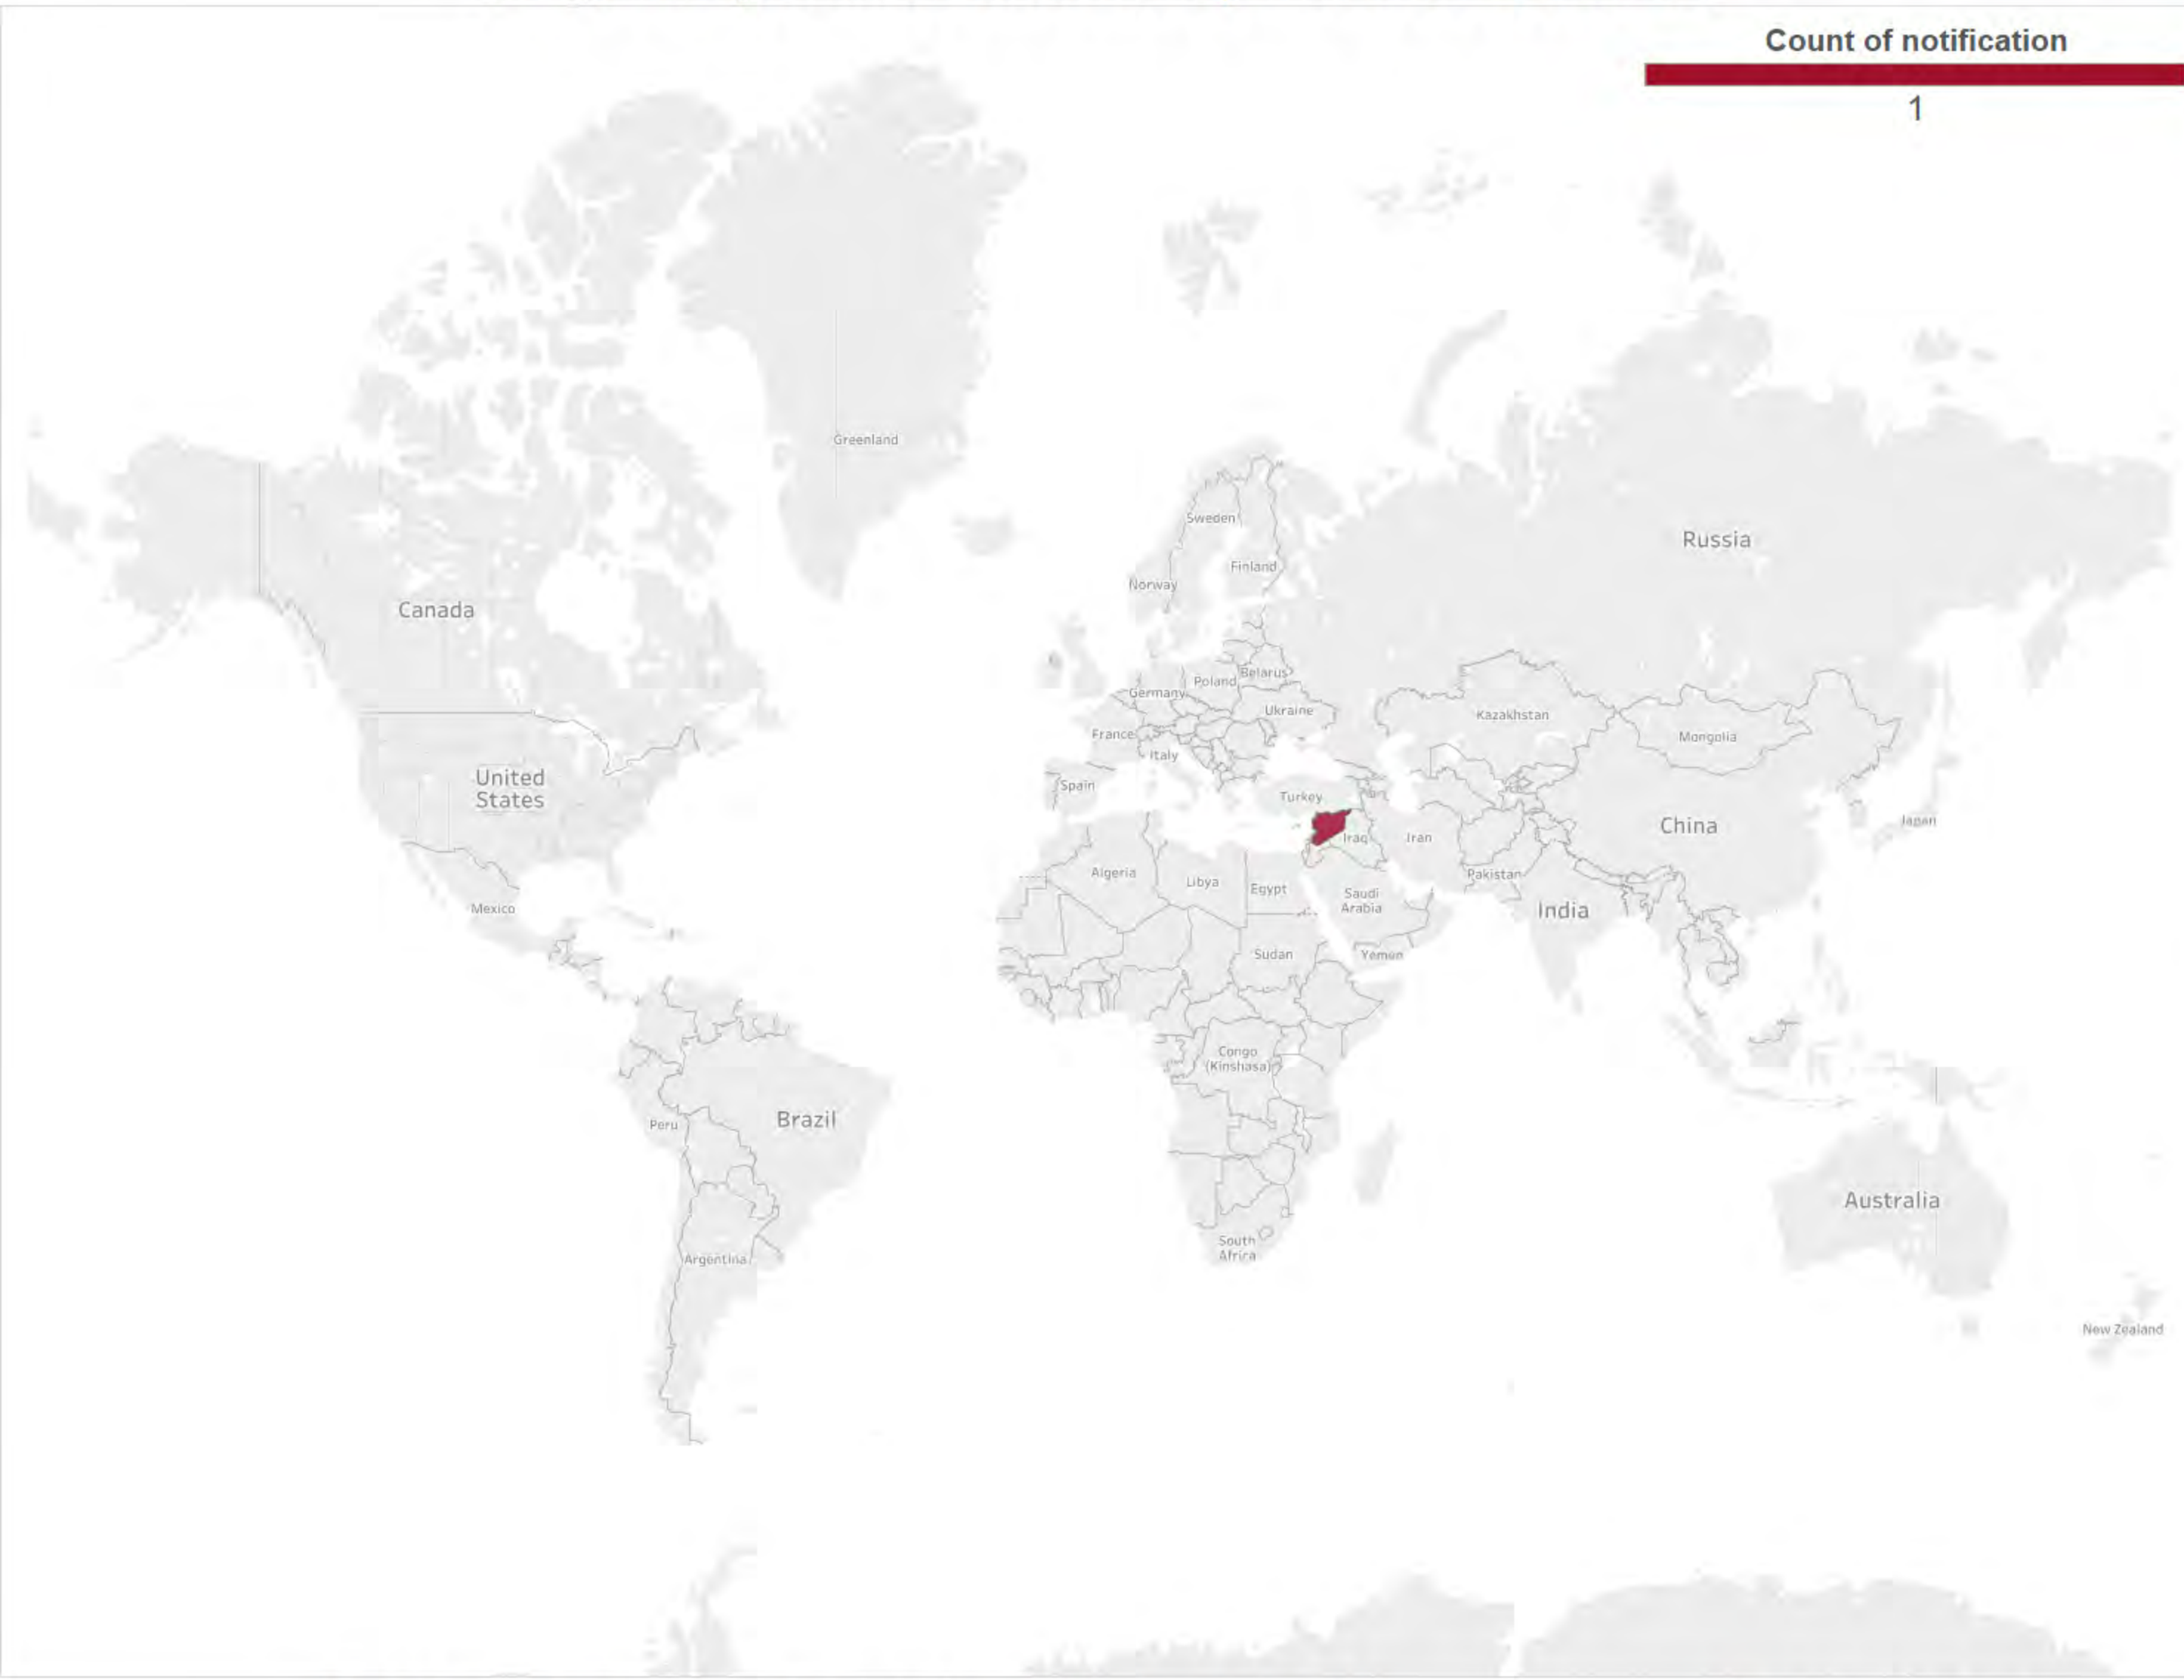 Count of notification
1
Greenland
Sweden
Russia
Finland
Norway
Canada
Belarus
Poland
Germany
Ukraine
Kazakhstan
France
Mongolia
Italy
United
States
Spain
Turkey
China
Japan
Iraq
Iran
Algeria
Pakistan
Libya
Egypt
Saudi
Arabia
Mexico
India
Sudan
Yemen
Congo
(Kinshasa)
Peru
Brazil
Australia
South
Africa
Argentina
New Zealand